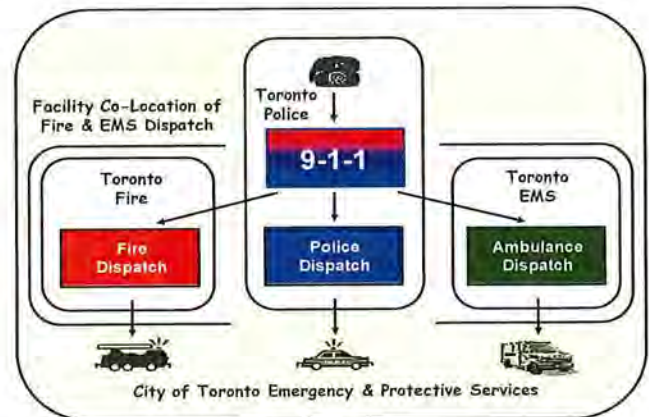 Toronto
Police
Facility Co-Location of
Fire & EMS Dispatch
9-1-1
Toronto
Fire
Toronto
EMS
Fire
Dispatch
Police
Dispatch
Ambulance
Dispatch
City of Toronto Emergency & Protective Services